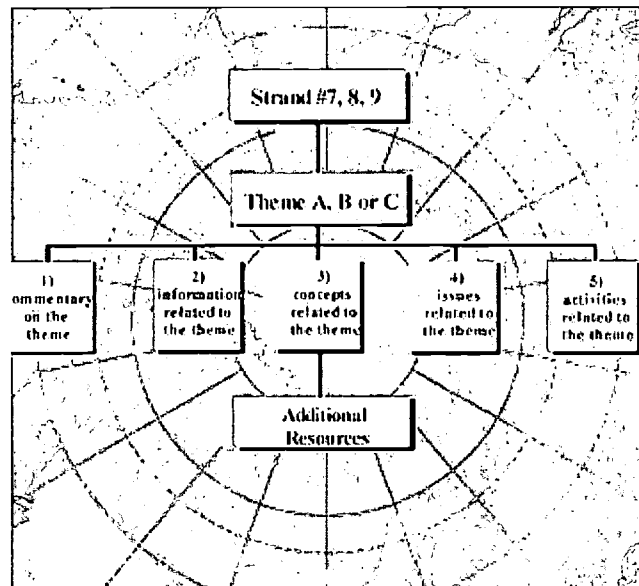 Strand #7, 8, 9
Theme A, B or C
1)
ommentary
on the
theme
2)
information
related to
the theme
3)
concepts
related to
the theme
4)
issues
related to
the theme
5)
activities
related to
the theme
Additional
Resources